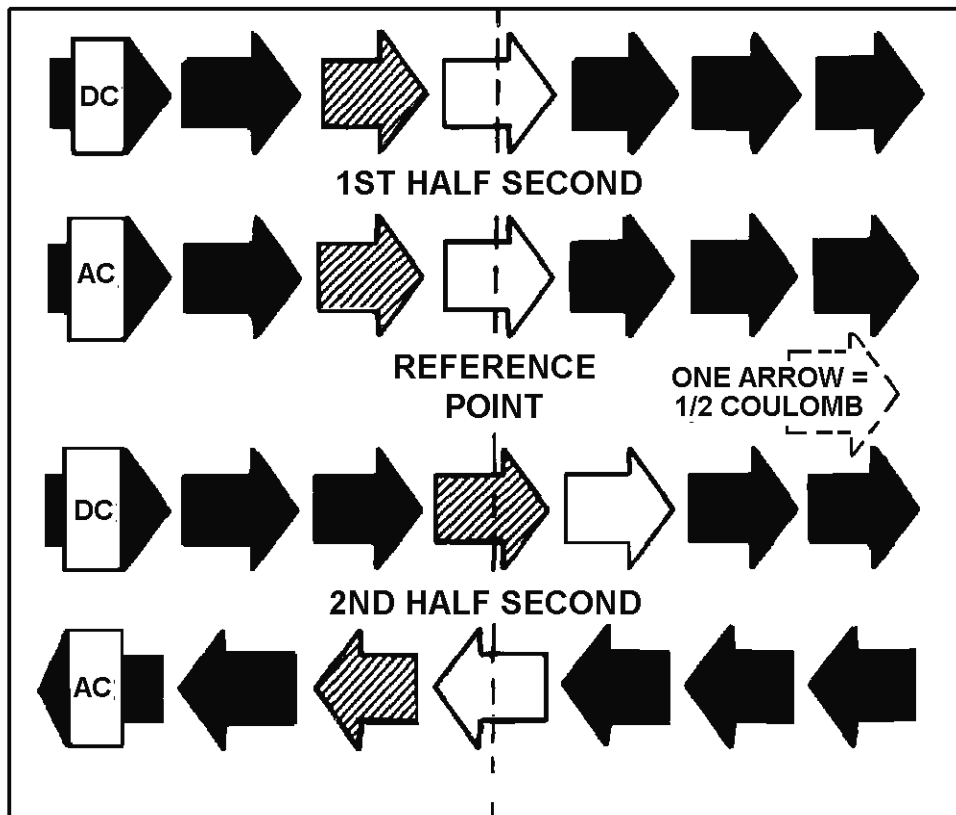 DC
1ST HALF SECOND
AC
REFERENCE
POINT
ONE ARROW =
1/2 COULOMB
DC
2ND HALF SECOND
AC